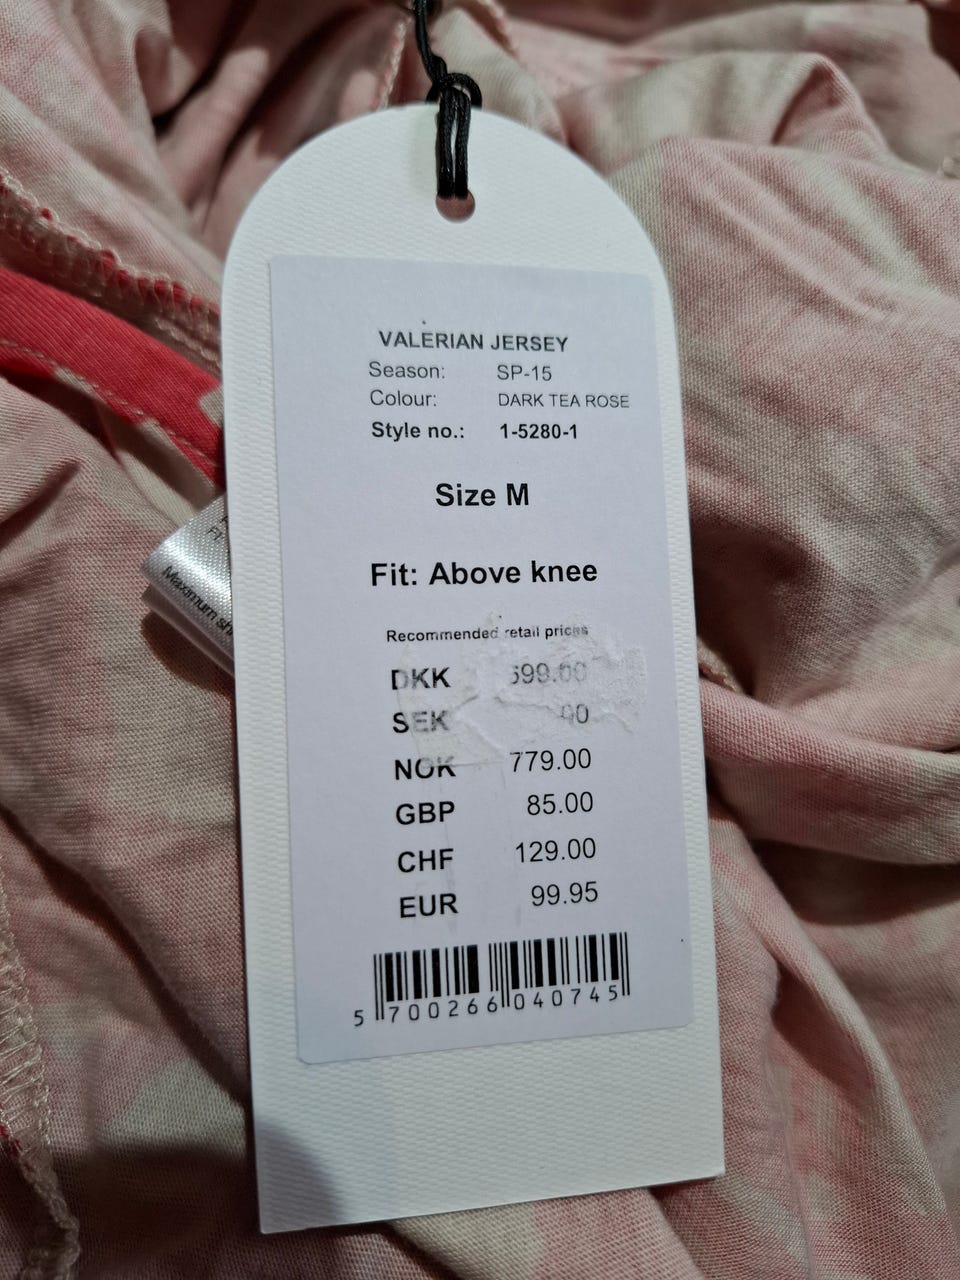 VALERIAN JERSEY
Season: SP-15
Colour: DARK TEA ROSE
Style no.: 1-5280-1
Size M
Fit: Above knee
Recommended retail prices
DKK
SEK
NOK 779.00
GBP 85.00
CHF 129.00
EUR 99.95
5 700266 040745
Maximum